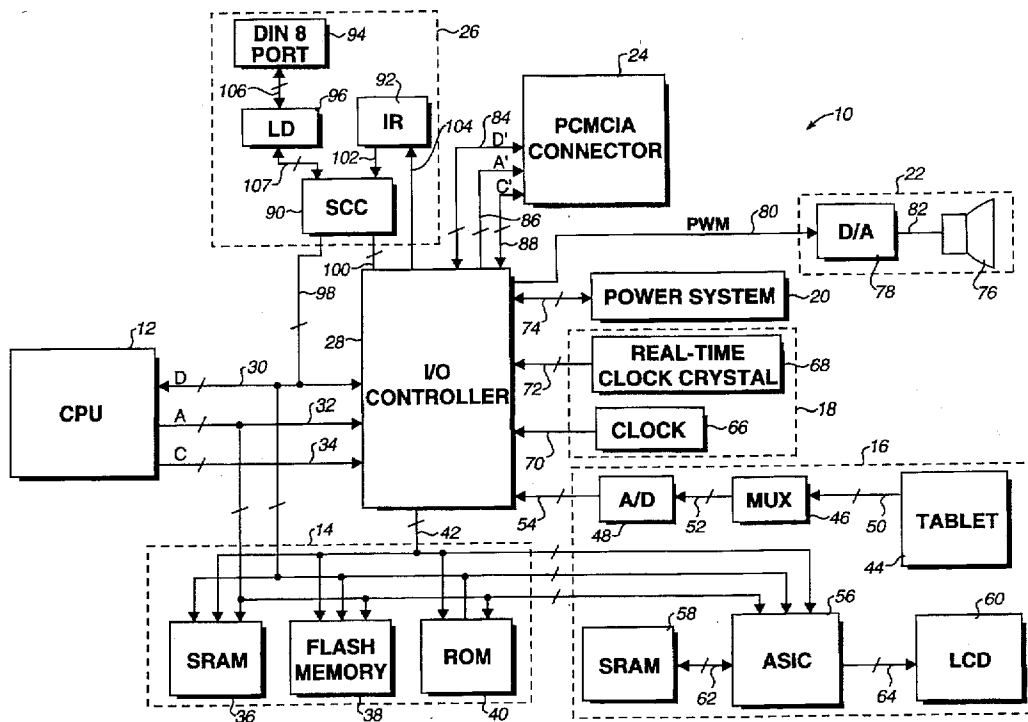 DIN 8
PORT
94
26
106
96
LD
92
IR
102
104
107
90
SCC
100
98
24
PCMCIA
CONNECTOR
84
D'
A'
C'
86
88
10
22
PWM
80
D/A
82
78
76
POWER SYSTEM
20
74
12
CPU
D
30
A
32
C
34
28
I/O
CONTROLLER
REAL-TIME
CLOCK CRYSTAL
68
72
18
CLOCK
66
70
16
54
A/D
48
52
MUX
46
50
TABLET
44
14
42
SRAM
36
FLASH
MEMORY
38
ROM
40
58
SRAM
62
56
ASIC
64
60
LCD